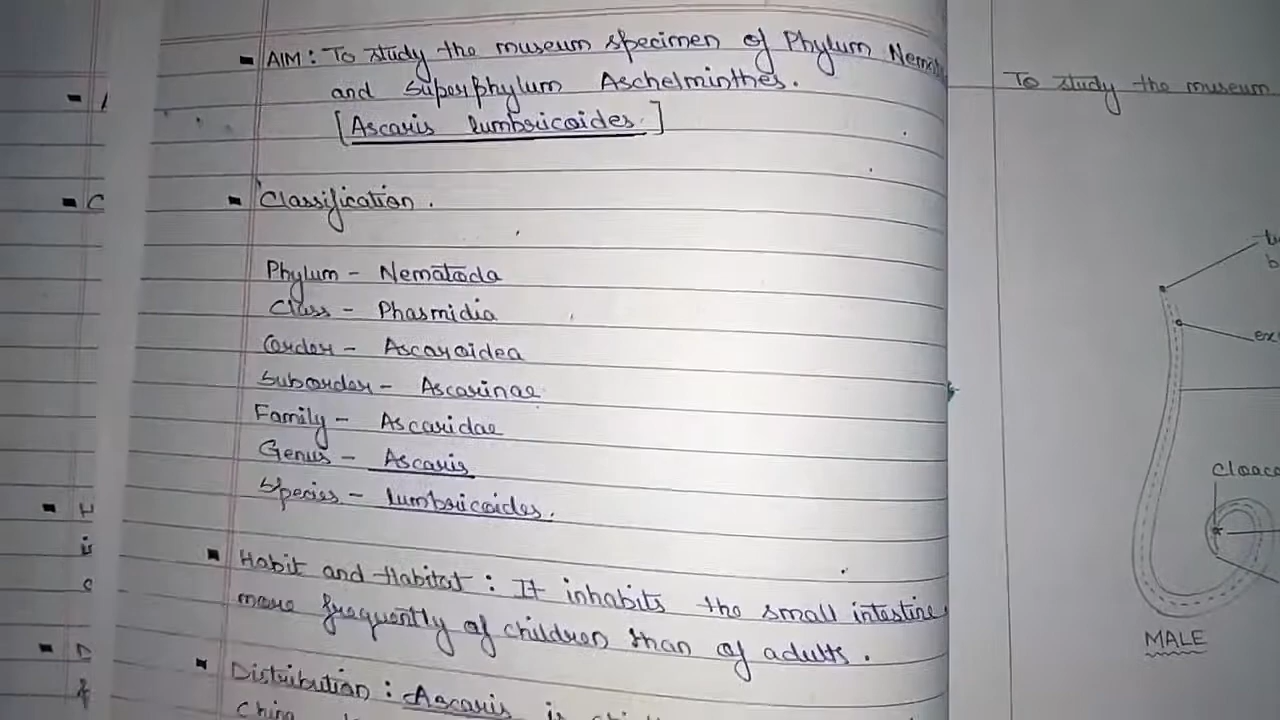 AIM : To study the museum specimen of Phylum
and Superphylum Aschelminthes.
[Ascaris lumbricoides.]
Classification.
Phylum - Nematoda
Class - Phasmidia
Order - Ascaroidea
Suborder - Ascarinae
Family - Ascaridae
Genus - Ascaris
Species - lumbricoides.
Habit and Habitat : It inhabits the small intestine
more frequently of children than of adults.
Distribution : Ascaris is
China
To study the museum
MALE